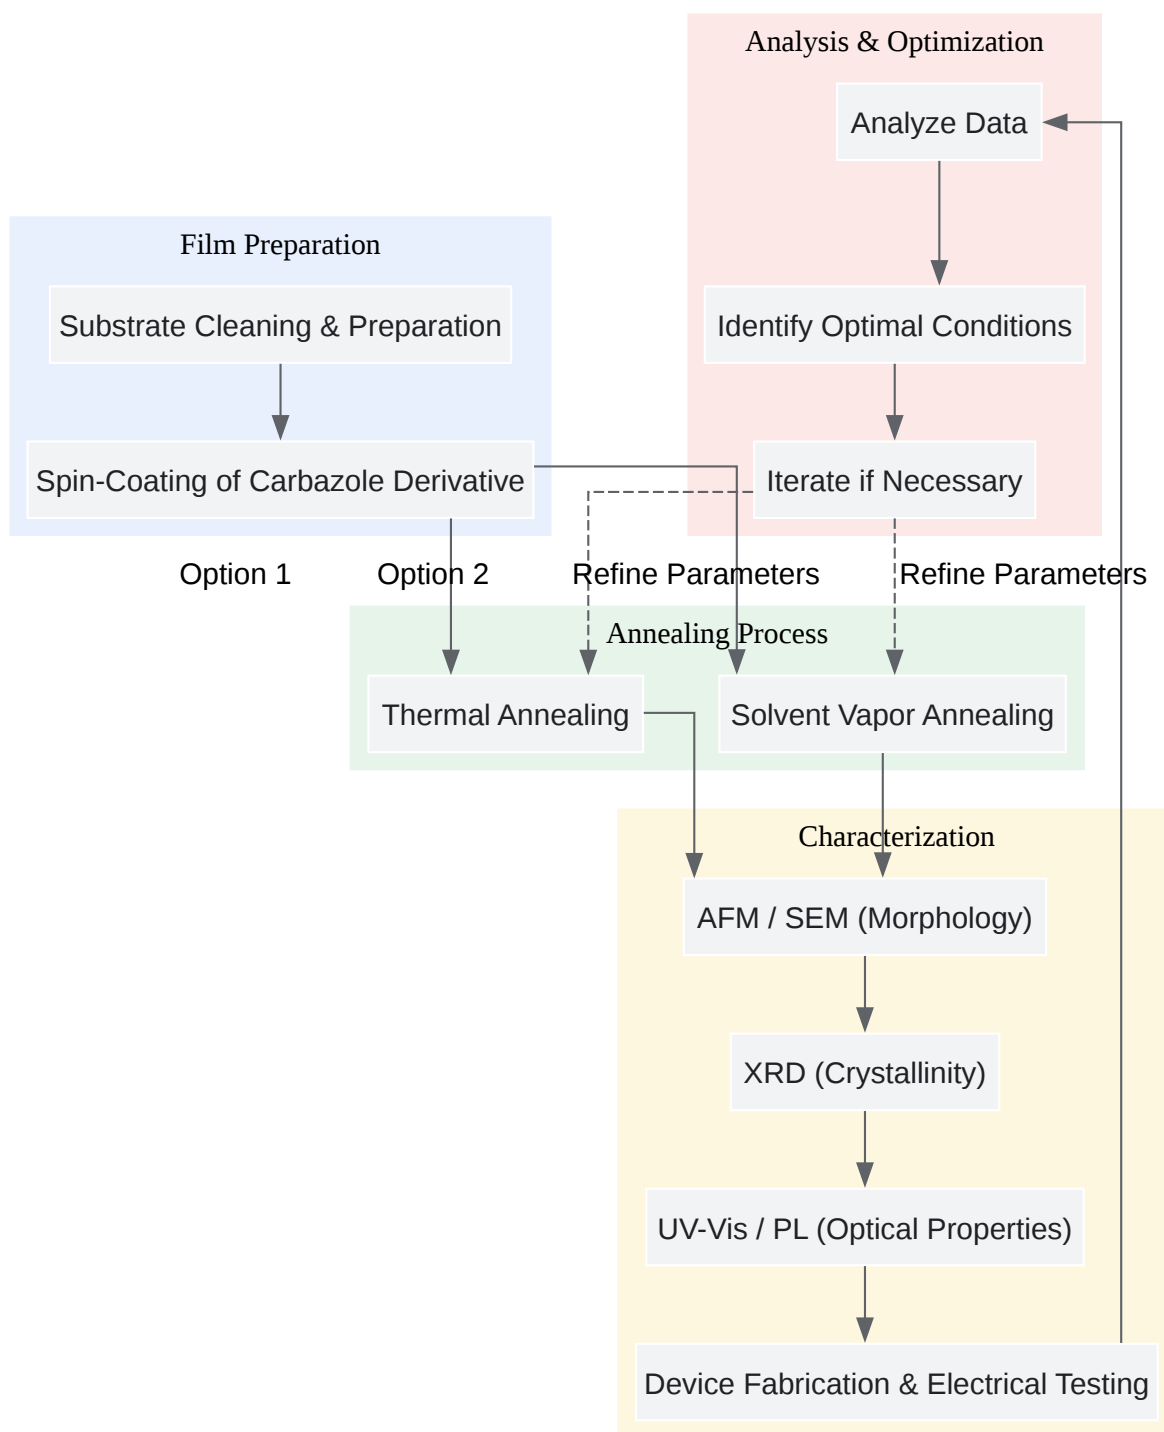 Analysis & Optimization
Analyze Data
Film Preparation
Substrate Cleaning & Preparation
Identify Optimal Conditions
Spin-Coating of Carbazole Derivative
Iterate if Necessary
Option 1
Option 2
Refine Parameters
Refine Parameters
Annealing Process
Thermal Annealing
Solvent Vapor Annealing
Characterization
AFM / SEM (Morphology)
XRD (Crystallinity)
UV-Vis / PL (Optical Properties)
Device Fabrication & Electrical Testing